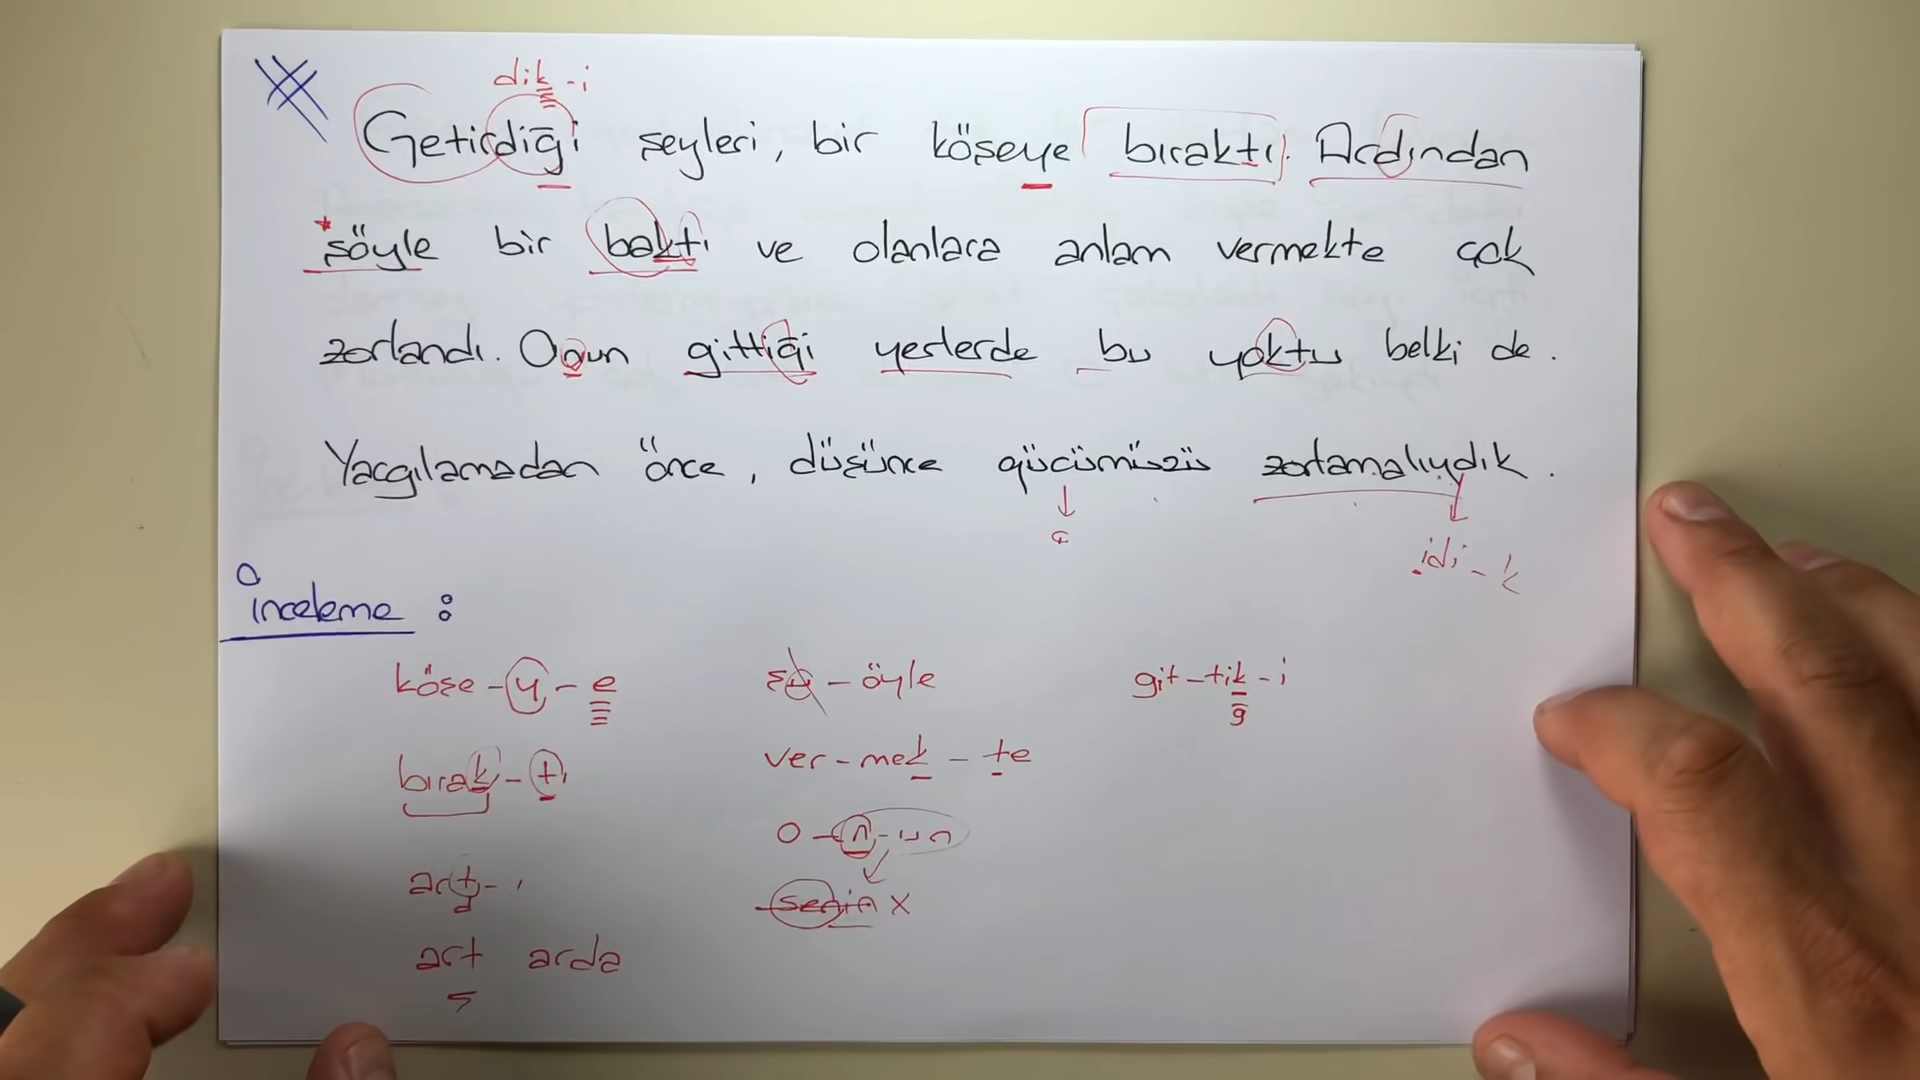 dik - i
Getirdiği şeyleri, bir köşeye bıraktı. Ardından
* şöyle bir baktı ve olanlara anlam vermekte çok
zorlandı. Onun gittiği yerlerde bu yoktu belki de.
Yargılamadan önce, düşünce gücümüzü zorlamalıydık.
ç
idi - k
İnceleme :
köşe - y - e
şu - öyle
git - tik - i
ğ
bırak - tı
ver - mek - te
o - n - un
art - ı
d
senin x
art arda